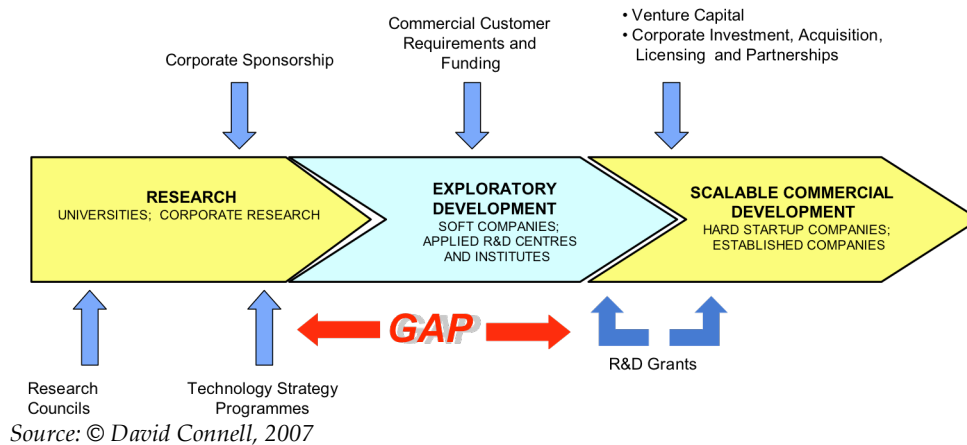 Corporate Sponsorship
Commercial Customer
Requirements and
Funding
• Venture Capital
• Corporate Investment, Acquisition,
Licensing and Partnerships
RESEARCH
UNIVERSITIES; CORPORATE RESEARCH
EXPLORATORY
DEVELOPMENT
SOFT COMPANIES;
APPLIED R&D CENTRES
AND INSTITUTES
SCALABLE COMMERCIAL
DEVELOPMENT
HARD START-UP COMPANIES;
ESTABLISHED COMPANIES
GAP
R&D Grants
Research
Councils
Technology Strategy
Programmes
Source: © David Connell, 2007